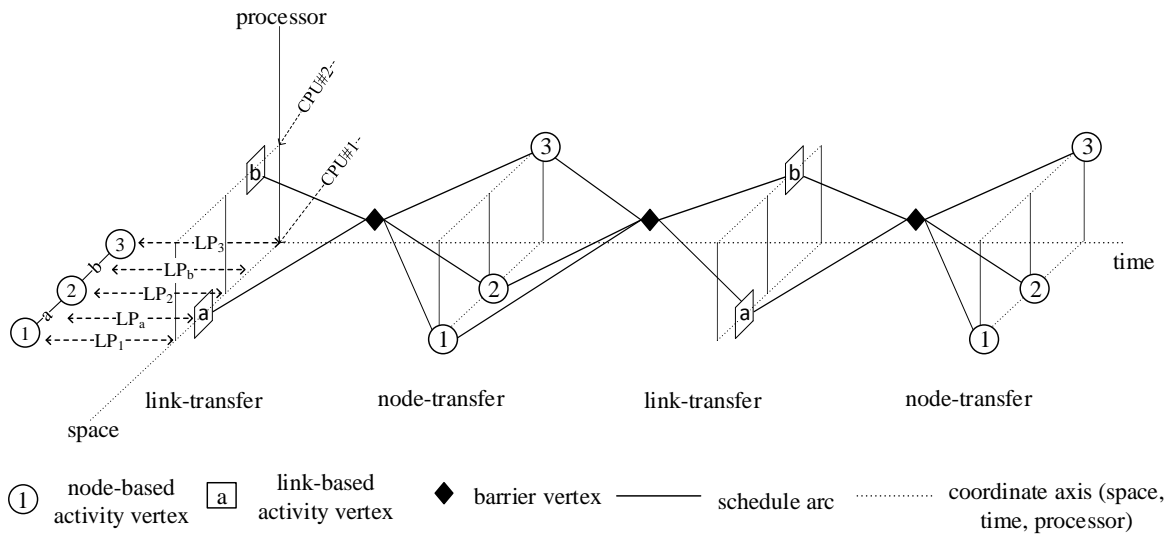 processor
CPU#2
CPU#1
b
3
b
3
3
LP₃
3
b
LP_b
time
2
LP₂
2
2
a
a
a
LP_a
1
LP₁
1
1
link-transfer
node-transfer
link-transfer
node-transfer
space
1
node-based
activity vertex
a
link-based
activity vertex
barrier vertex
schedule arc
coordinate axis (space,
time, processor)